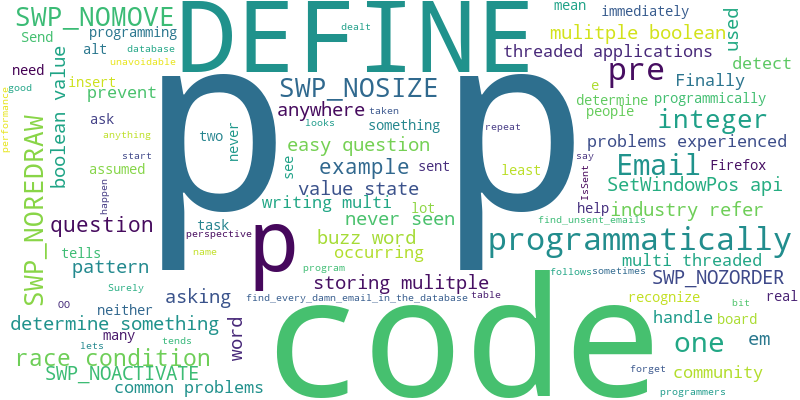 SWP_NOMOVE
DEFINE
dealt
mean
immediately
Send
programming
mulitple boolean
used
alt
database
threaded applications
unavoidable
need
boolean value
insert
p p
SWP_NOSIZE
pre
Finally
detect
good
prevent
anywhere
taken
e
determine
programmically
performance
SWP_NOREDRAW
ask
two
never
looks
something
repeat
people
integer
anything
easy question
problems experienced
start
see
example
sent
least
say
Email
Firefox
assumed
value state
IsSent
SetWindowPos api
happen
writing multi
lot
help
industry refer
question
task
p
never seen
find_unsent_emails
perspective
buzz word
programmatically
tells
name
occurring
multi threaded
pattern
program
storing mulitple
follows
sometimes
SWP_NOZORDER
Surely
oo
asking
find_every_damn_email_in_the_database
table
code
recognize
real
neither
bit
determine something
word
handle
board
many
one
em
race condition
lets
tends
SWP_NOACTIVATE
forget
community
common problems
programmers